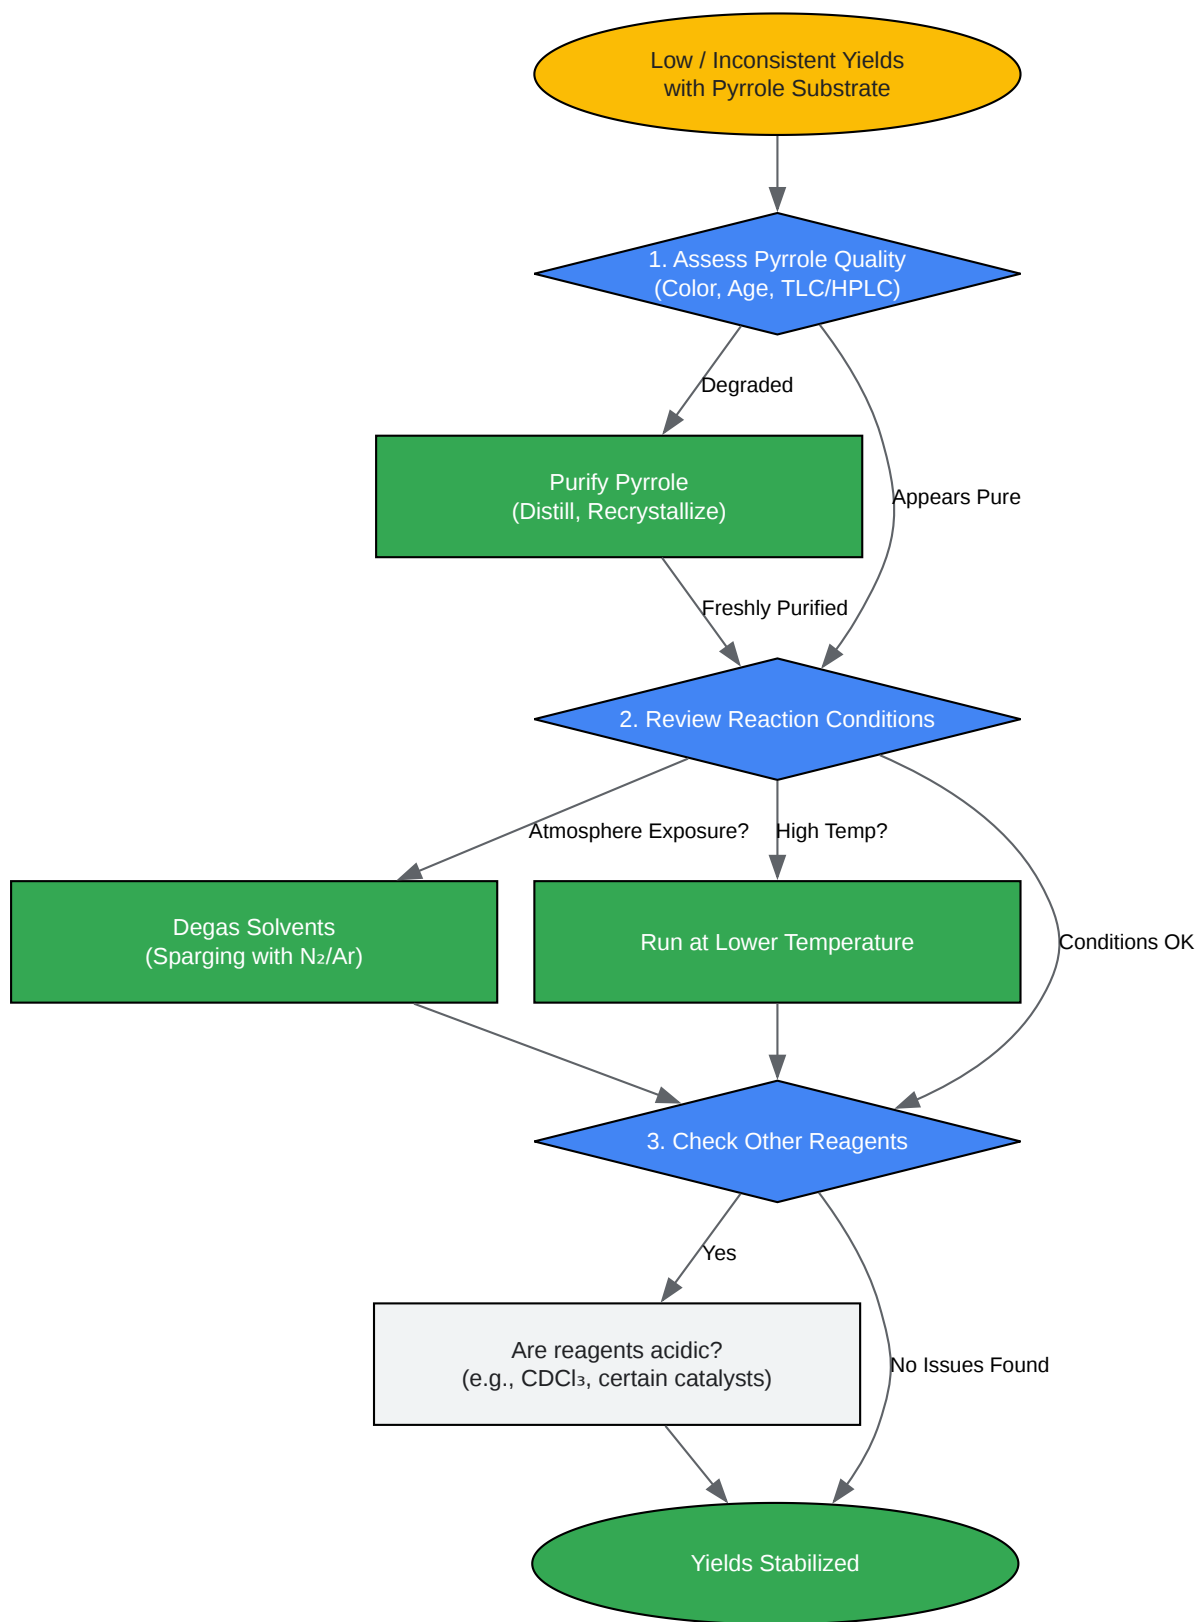 Low / Inconsistent Yields
with Pyrrole Substrate
1. Assess Pyrrole Quality
(Color, Age, TLC/HPLC)
Degraded
Purify Pyrrole
(Distill, Recrystallize)
Appears Pure
Freshly Purified
2. Review Reaction Conditions
Atmosphere Exposure?
High Temp?
Degas Solvents
(Sparging with N₂/Ar)
Run at Lower Temperature
Conditions OK
3. Check Other Reagents
Yes
Are reagents acidic?
(e.g., CDCl₃, certain catalysts)
No Issues Found
Yields Stabilized